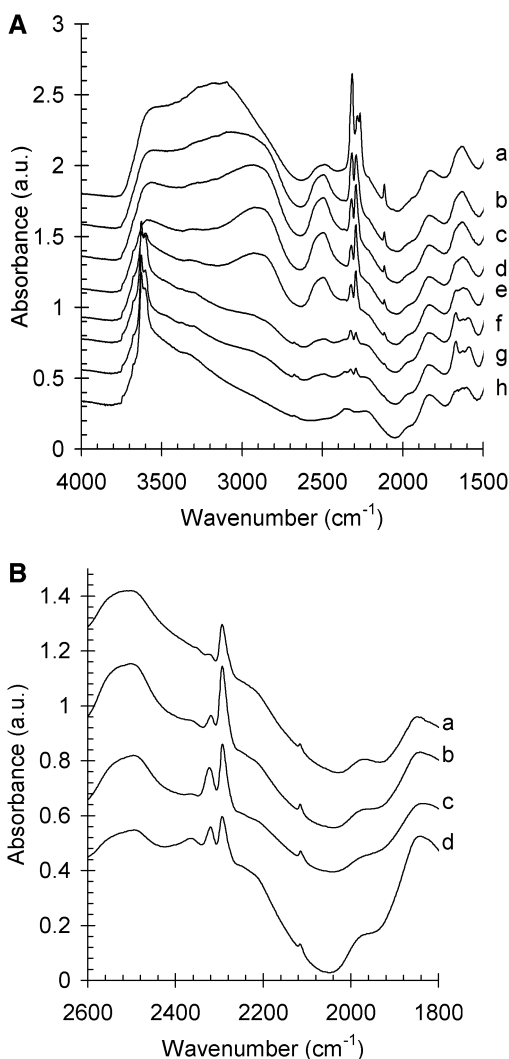 A
3
2.5
2
1.5
1
0.5
0
Absorbance (a.u.)
a
b
c
d
e
f
g
h
4000 3500 3000 2500 2000 1500
Wavenumber (cm-1)
B
1.4
1.2
1
0.8
0.6
0.4
0.2
0
Absorbance (a.u.)
a
b
c
d
2600 2400 2200 2000 1800
Wavenumber (cm-1)